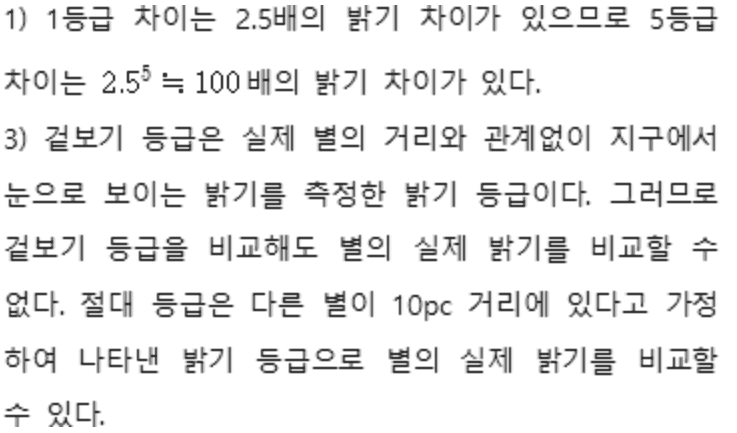 1) 1등급 차이는 2.5배의 밝기 차이가 있으므로 5등급
차이는 2.5⁵ ≒ 100배의 밝기 차이가 있다.
3) 겉보기 등급은 실제 별의 거리와 관계없이 지구에서
눈으로 보이는 밝기를 측정한 밝기 등급이다. 그러므로
겉보기 등급을 비교해도 별의 실제 밝기를 비교할 수
없다. 절대 등급은 다른 별이 10pc 거리에 있다고 가정
하여 나타낸 밝기 등급으로 별의 실제 밝기를 비교할
수 있다.